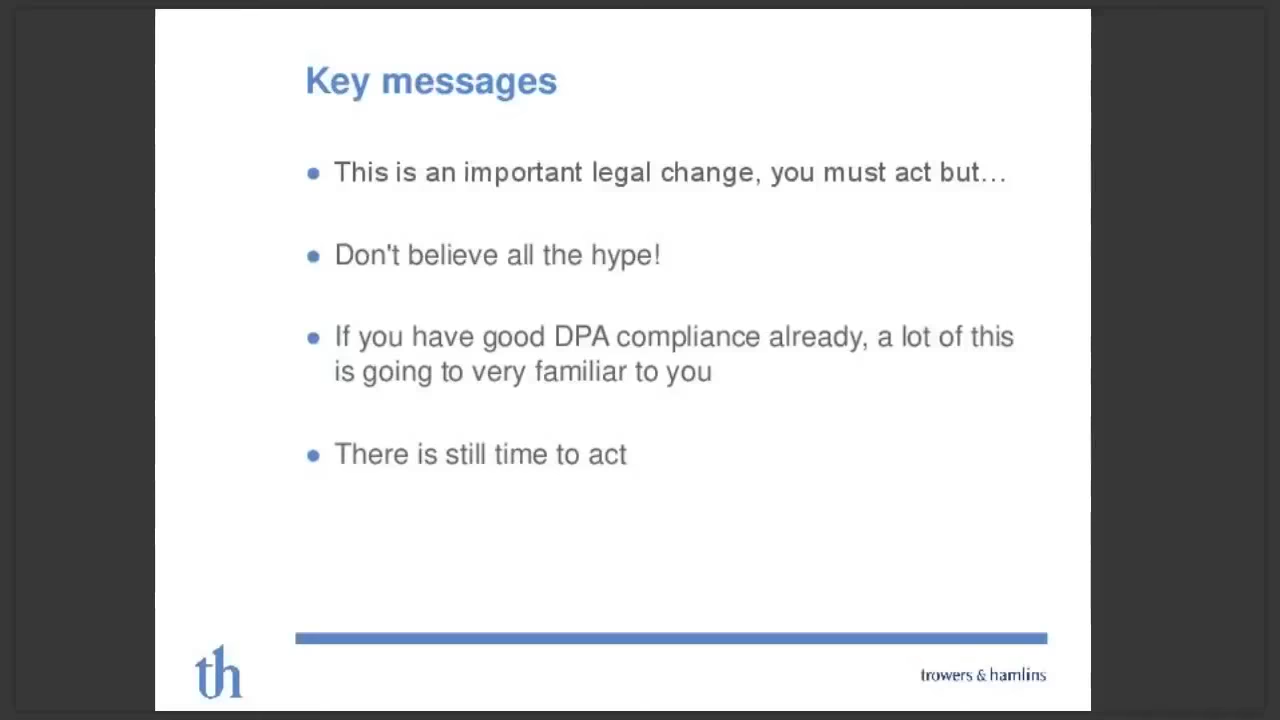 Key messages
This is an important legal change, you must act but…
Don't believe all the hype!
If you have good DPA compliance already, a lot of this
is going to very familiar to you
There is still time to act
th
trowers & hamlins